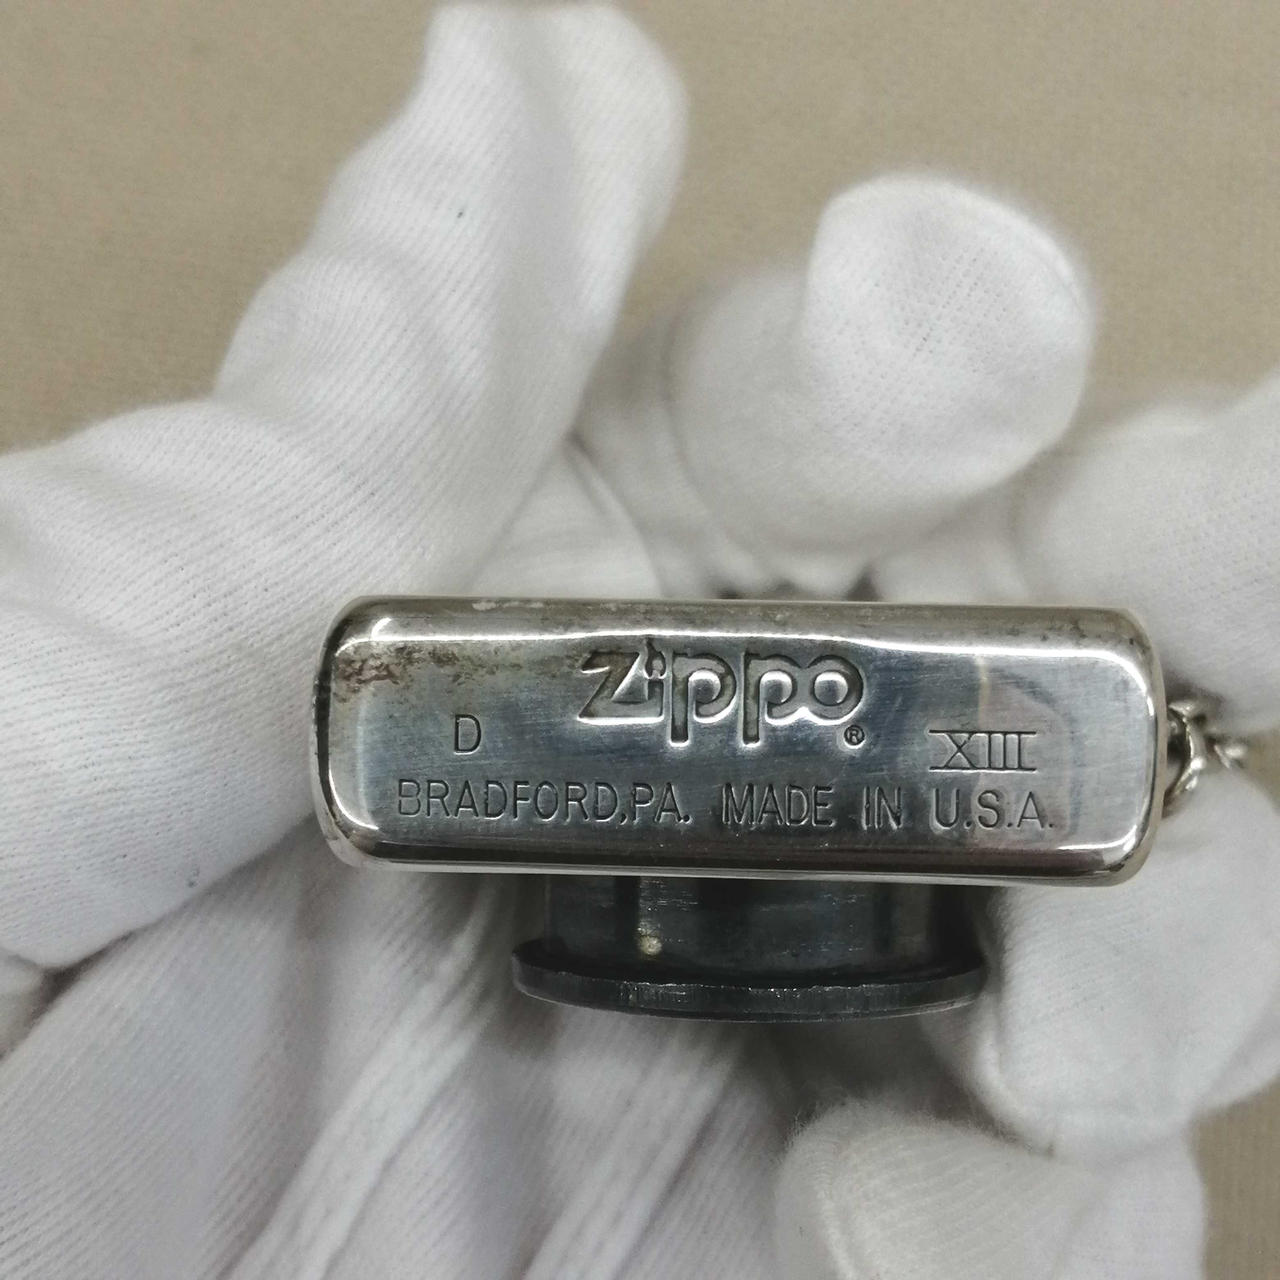 Zippo®
D XIII
BRADFORD,PA. MADE IN U.S.A.